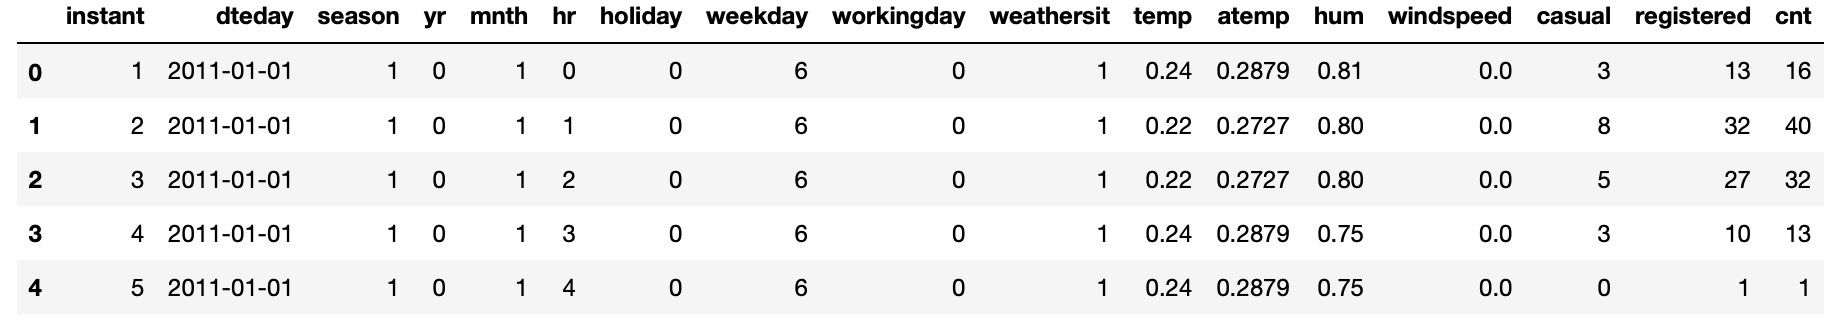 instant dteday season yr mnth hr holiday weekday workingday weathersit temp atemp hum windspeed casual registered cnt
0 1 2011-01-01 1 0 1 0 0 6 0 1 0.24 0.2879 0.81 0.0 3 13 16
1 2 2011-01-01 1 0 1 1 0 6 0 1 0.22 0.2727 0.80 0.0 8 32 40
2 3 2011-01-01 1 0 1 2 0 6 0 1 0.22 0.2727 0.80 0.0 5 27 32
3 4 2011-01-01 1 0 1 3 0 6 0 1 0.24 0.2879 0.75 0.0 3 10 13
4 5 2011-01-01 1 0 1 4 0 6 0 1 0.24 0.2879 0.75 0.0 0 1 1